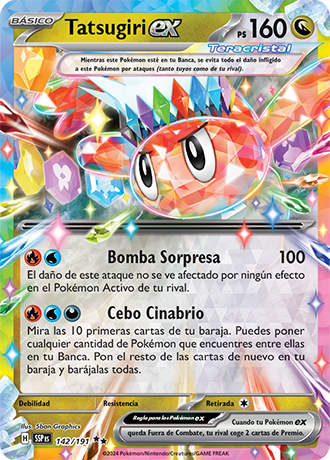 BÁSICO
Tatsugiri ex
PS 160
Teracristal
Mientras este Pokémon esté en tu Banca, se evita todo el daño infligido
a este Pokémon por ataques (tanto tuyos como de tu rival).
Bomba Sorpresa 100
El daño de este ataque no se ve afectado por ningún efecto
en el Pokémon Activo de tu rival.
Cebo Cinabrio
Mira las 10 primeras cartas de tu baraja. Puedes poner
cualquier cantidad de Pokémon que encuentres entre ellas
en tu Banca. Pon el resto de las cartas de nuevo en tu
baraja y barájalas todas.
Debilidad Resistencia Retirada
Illus. 5ban Graphics
Regla para los Pokémon ex
Cuando tu Pokémon ex
queda Fuera de Combate, tu rival coge 2 cartas de Premio.
H SSP ES 142/191
©2024 Pokémon/Nintendo/Creatures/GAME FREAK